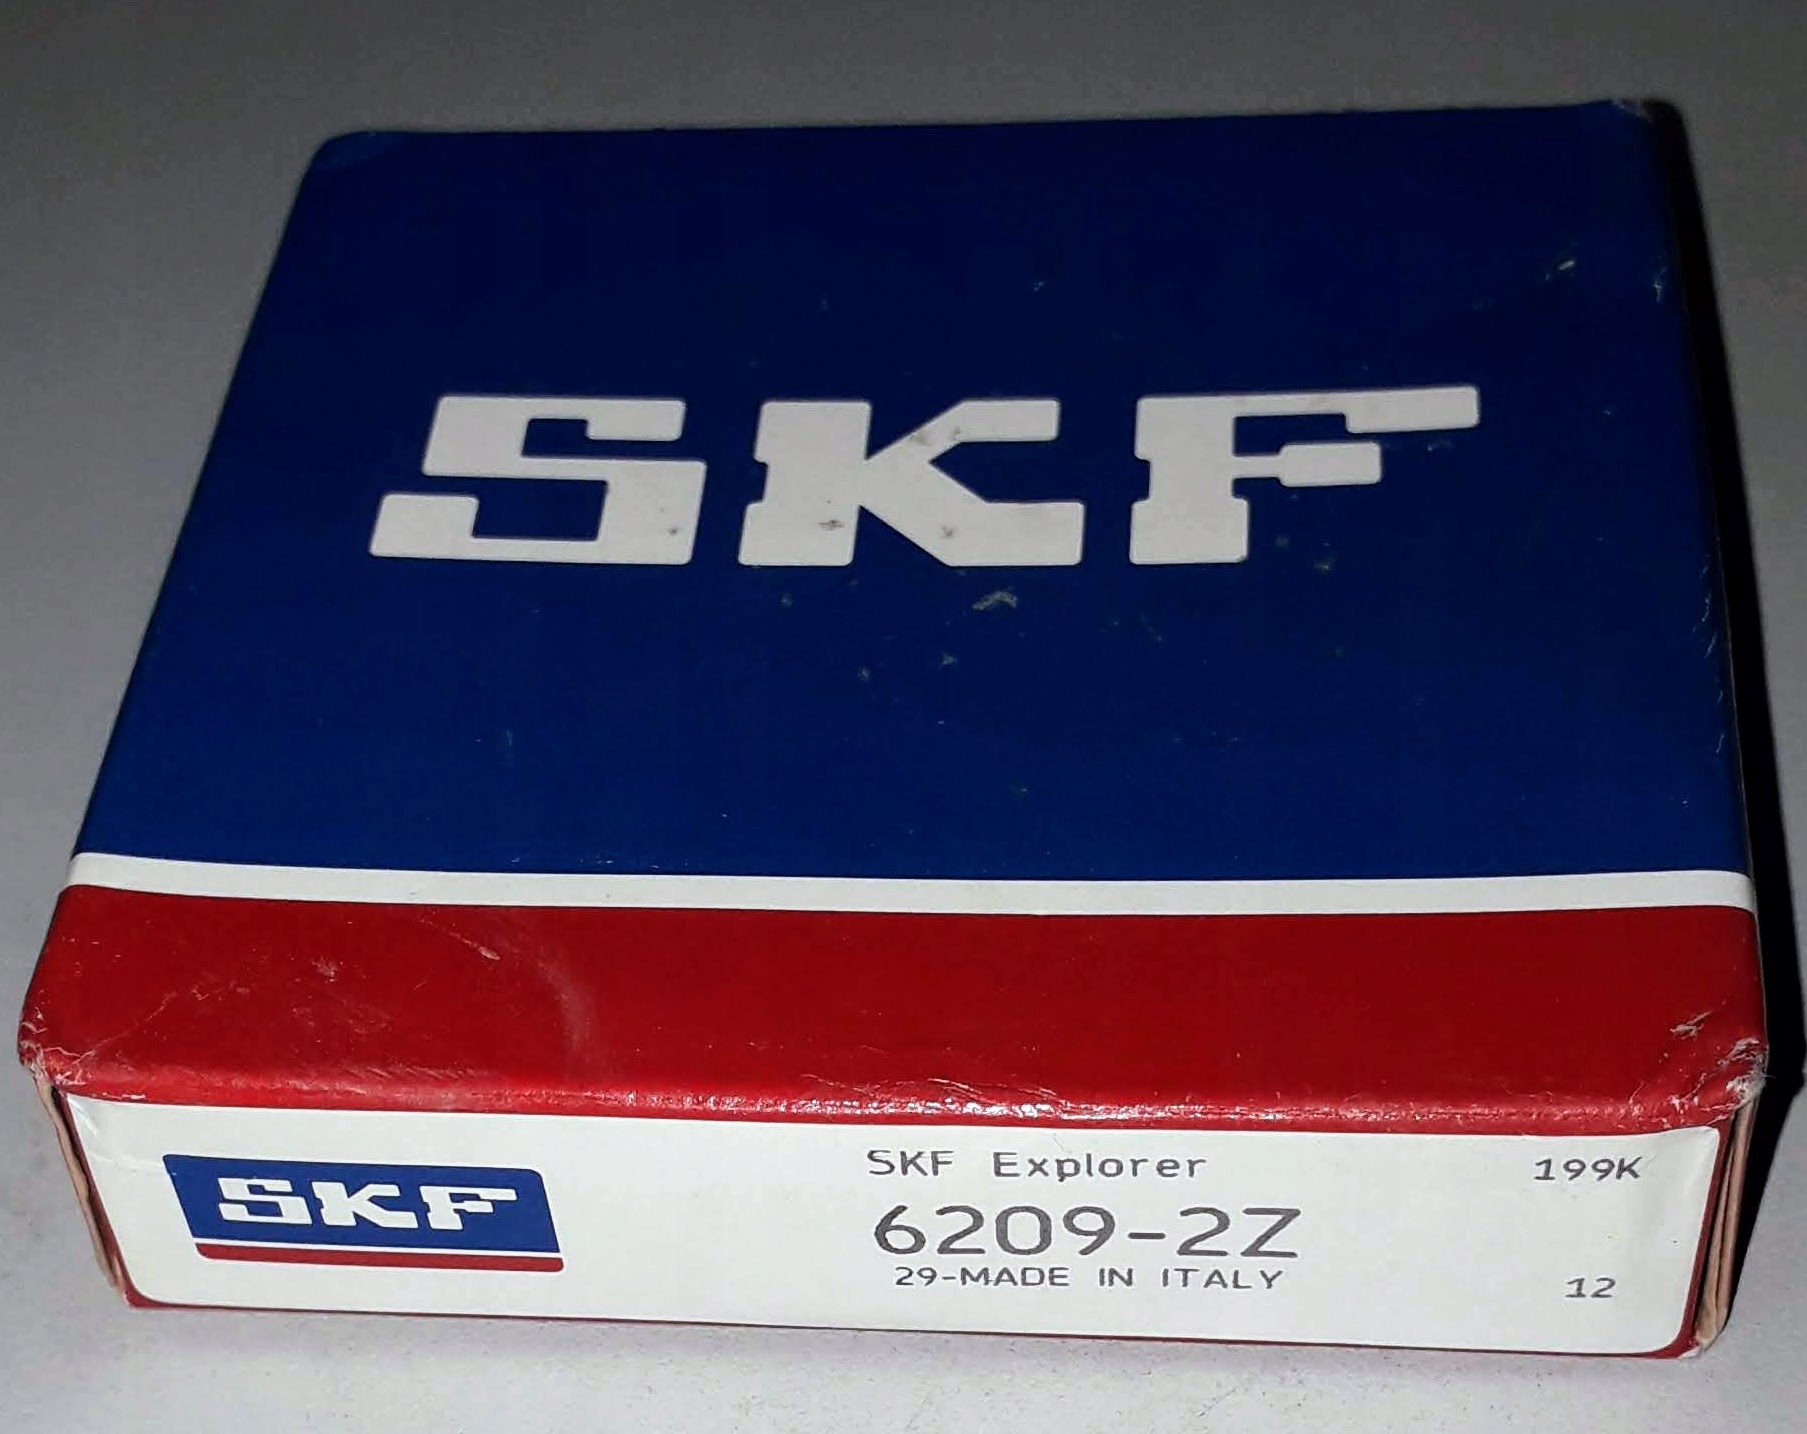 SKF
SKF
SKF Explorer
199K
6209-2Z
29-MADE IN ITALY
12